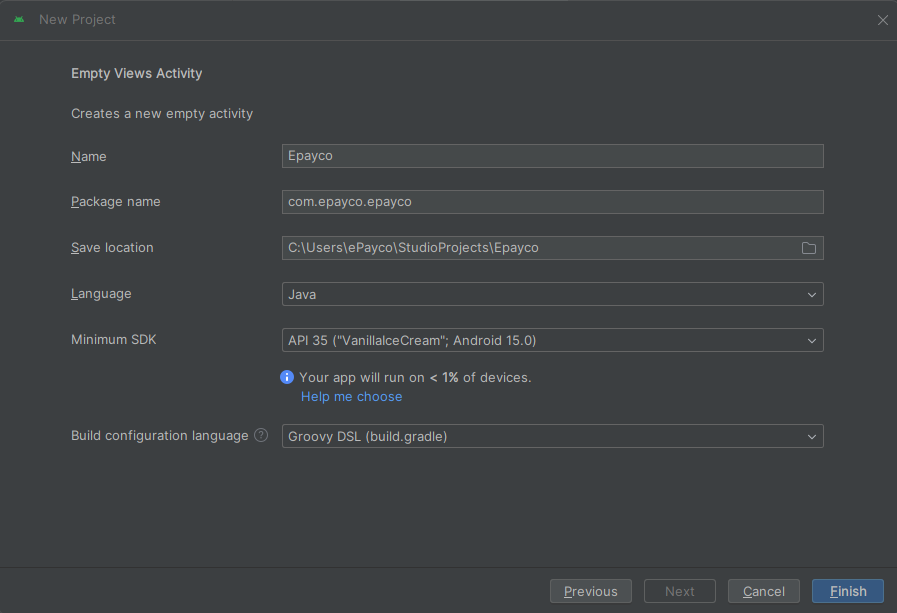 New Project
Empty Views Activity
Creates a new empty activity
Name Epayco
Package name com.epayco.epayco
Save location C:\Users\ePayco\StudioProjects\Epayco
Language Java
Minimum SDK API 35 ("VanillaIceCream"; Android 15.0)
Your app will run on < 1% of devices.
Help me choose
Build configuration language ? Groovy DSL (build.gradle)
Previous Next Cancel Finish